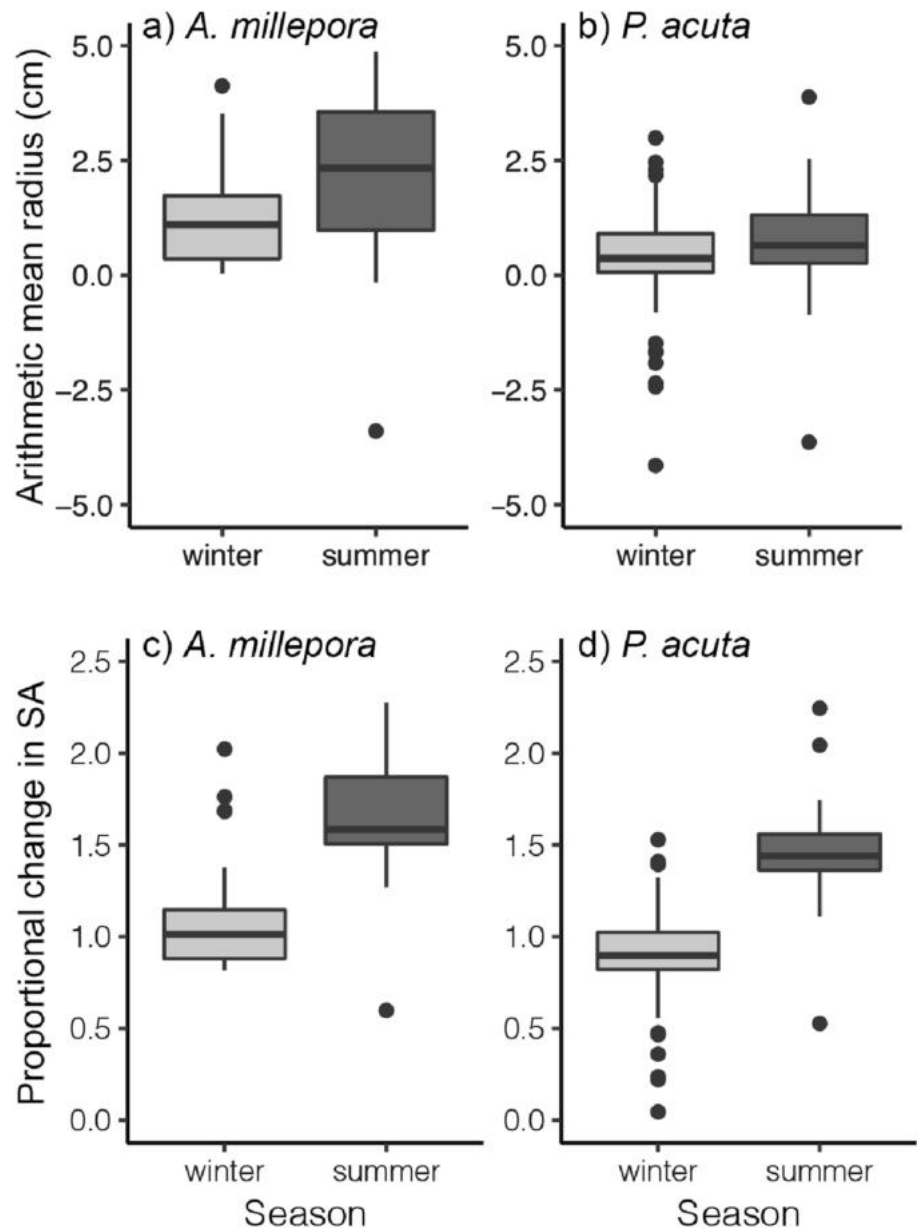 a) A. millepora
b) P. acuta
Arithmetic mean radius (cm)
5.0
2.5
0.0
−2.5
−5.0
winter
summer
5.0
2.5
0.0
−2.5
−5.0
winter
summer
c) A. millepora
d) P. acuta
Proportional change in SA
2.5
2.0
1.5
1.0
0.5
0.0
winter
summer
Season
2.5
2.0
1.5
1.0
0.5
0.0
winter
summer
Season